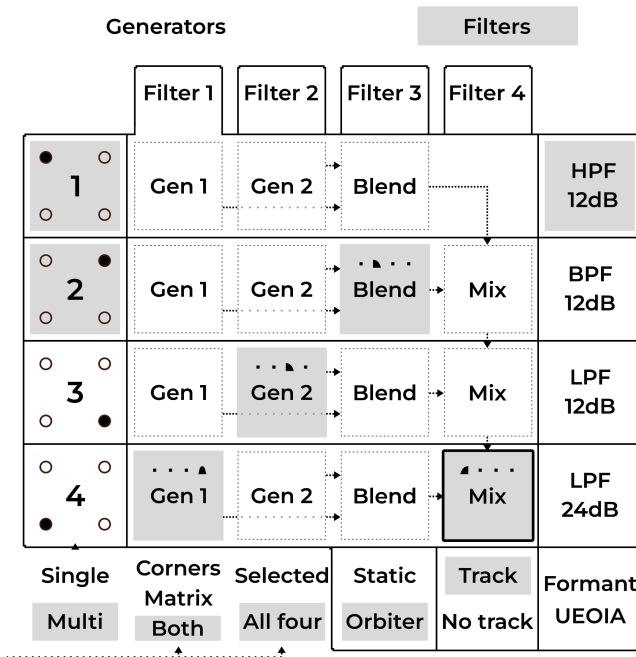 Generators Filters
Filter 1 Filter 2 Filter 3 Filter 4
1 Gen 1 Gen 2 Blend HPF 12dB
2 Gen 1 Gen 2 Blend Mix BPF 12dB
3 Gen 1 Gen 2 Blend Mix LPF 12dB
4 Gen 1 Gen 2 Blend Mix LPF 24dB
Single Corners Matrix Selected Static Track Formant UEOIA
Multi Both All four Orbiter No track